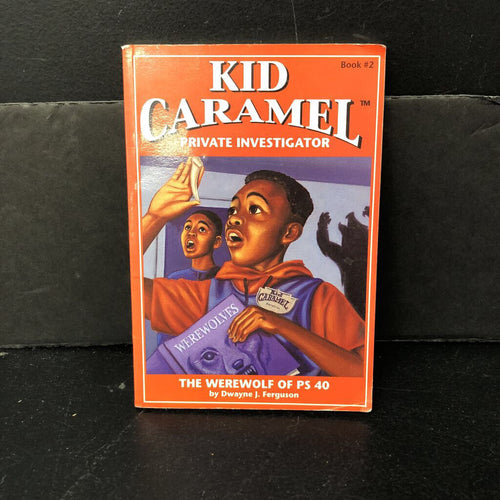 Book #2
KID
CARAMEL™
PRIVATE INVESTIGATOR
KID
CARAMEL
WEREWOLVES
THE WEREWOLF OF PS 40
by Dwayne J. Ferguson